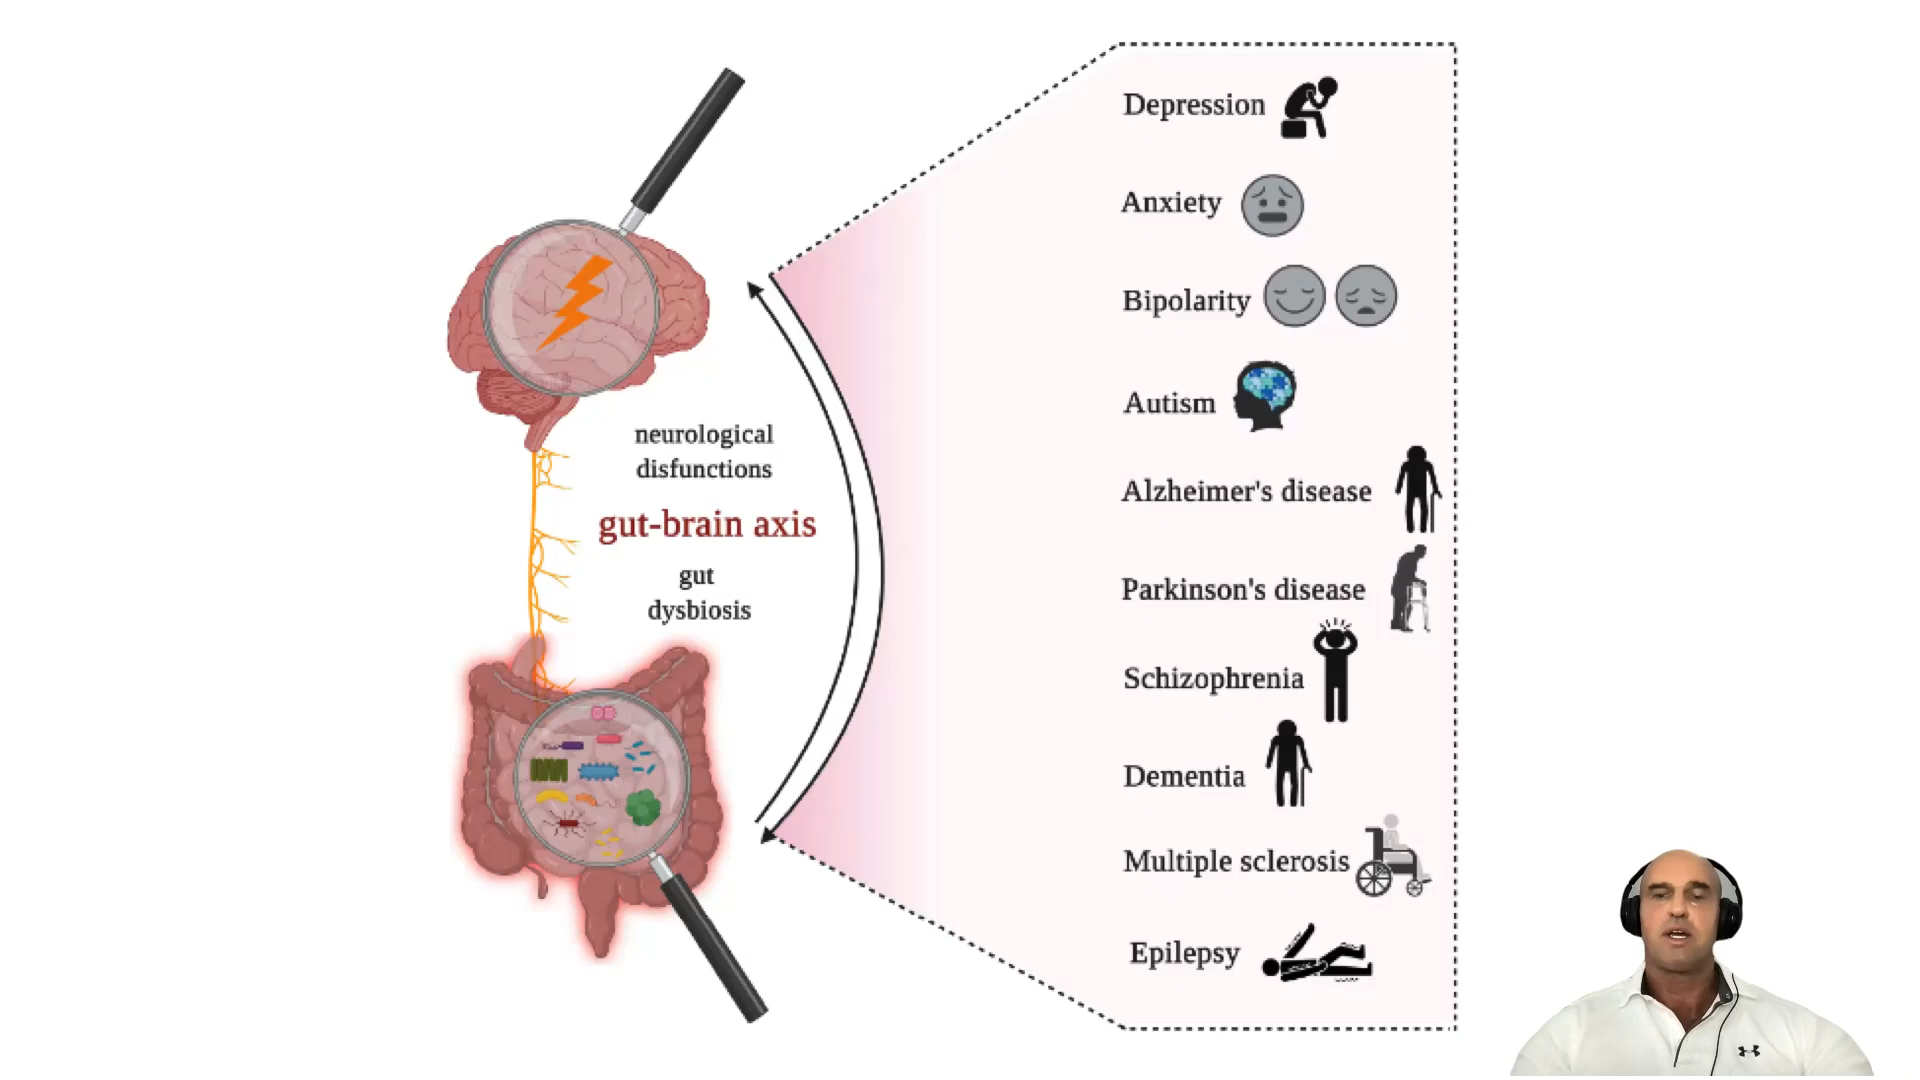 Depression
Anxiety
Bipolarity
Autism
neurological
disfunctions
gut-brain axis
gut
dysbiosis
Alzheimer's disease
Parkinson's disease
Schizophrenia
Dementia
Multiple sclerosis
Epilepsy